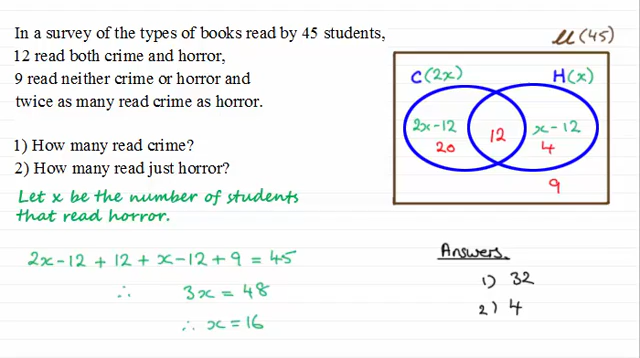 In a survey of the types of books read by 45 students,
12 read both crime and horror,
9 read neither crime or horror and
twice as many read crime as horror.
1) How many read crime?
2) How many read just horror?
Let x be the number of students
that read horror.
2x-12 + 12 + x-12 + 9 = 45
∴ 3x = 48
∴ x = 16
𝓤(45)
C(2x) H(x)
2x-12 12 x-12
20 4
9
Answers.
1) 32
2) 4